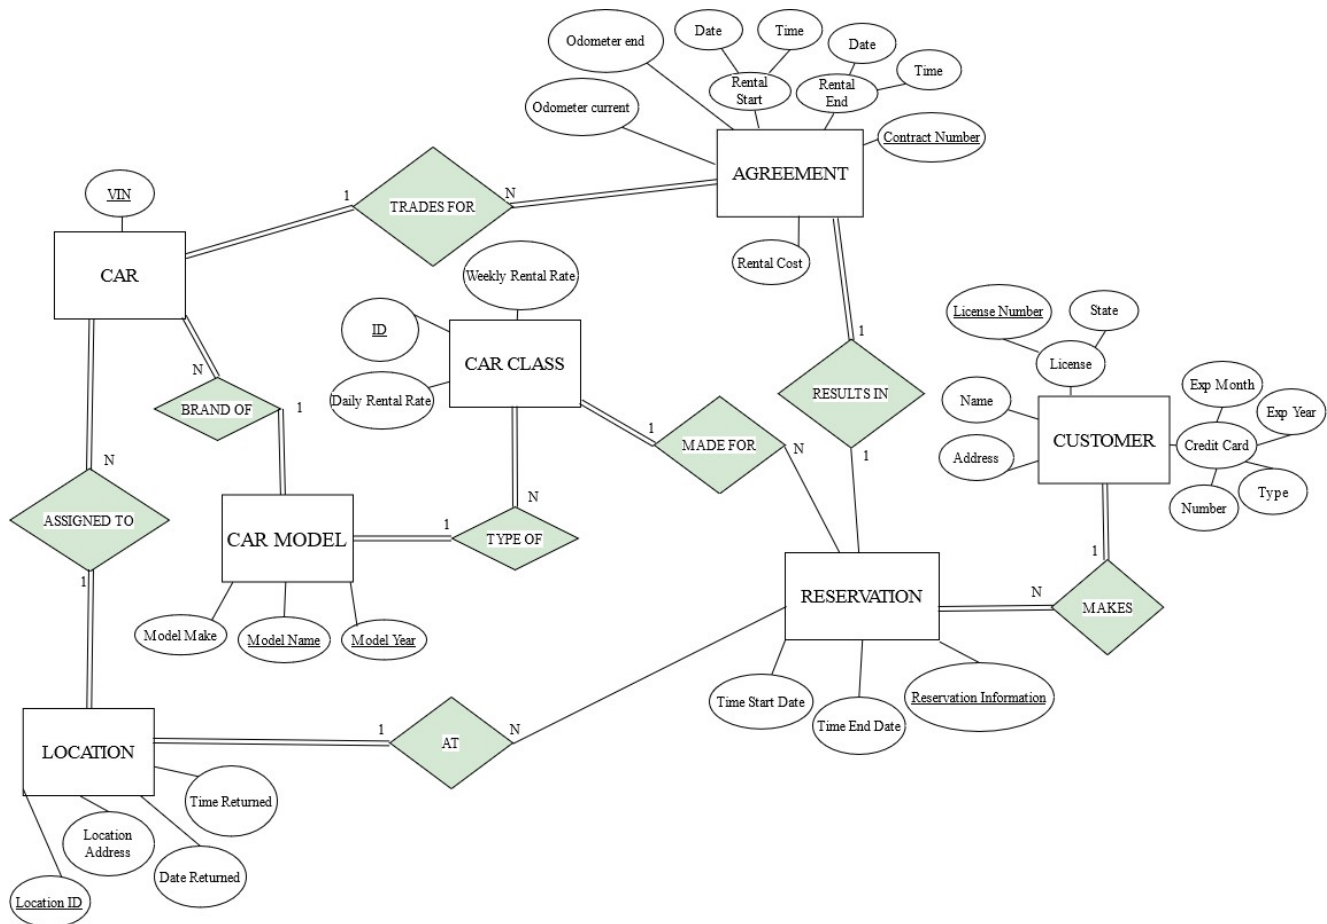 Odometer end
Date
Time
Date
Time
Rental
Start
Rental
End
Odometer current
Contract Number
AGREEMENT
VIN
1
TRADES FOR
N
CAR
Weekly Rental Rate
Rental Cost
ID
License Number
State
CAR CLASS
1
License
N
BRAND OF
1
Daily Rental Rate
RESULTS IN
Name
Exp Month
Exp Year
CUSTOMER
Credit Card
Address
1
MADE FOR
N
1
N
Number
Type
ASSIGNED TO
N
1
CAR MODEL
1
TYPE OF
1
RESERVATION
N
MAKES
Model Make
Model Name
Model Year
Time Start Date
Time End Date
Reservation Information
LOCATION
1
AT
N
Time Returned
Location
Address
Date Returned
Location ID